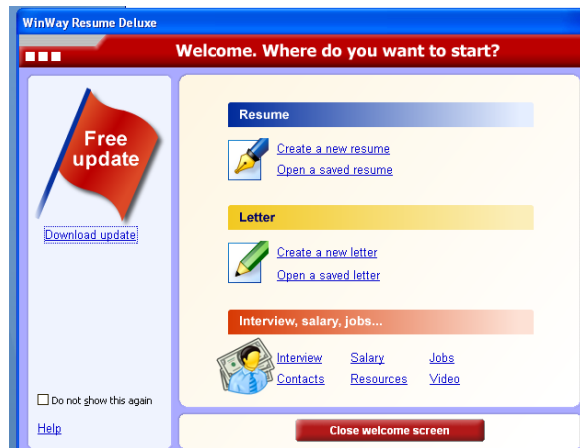 WinWay Resume Deluxe
Welcome. Where do you want to start?
Free
update
Download update
Do not show this again
Help
Resume
Create a new resume
Open a saved resume
Letter
Create a new letter
Open a saved letter
Interview, salary, jobs...
Interview Salary Jobs
Contacts Resources Video
Close welcome screen